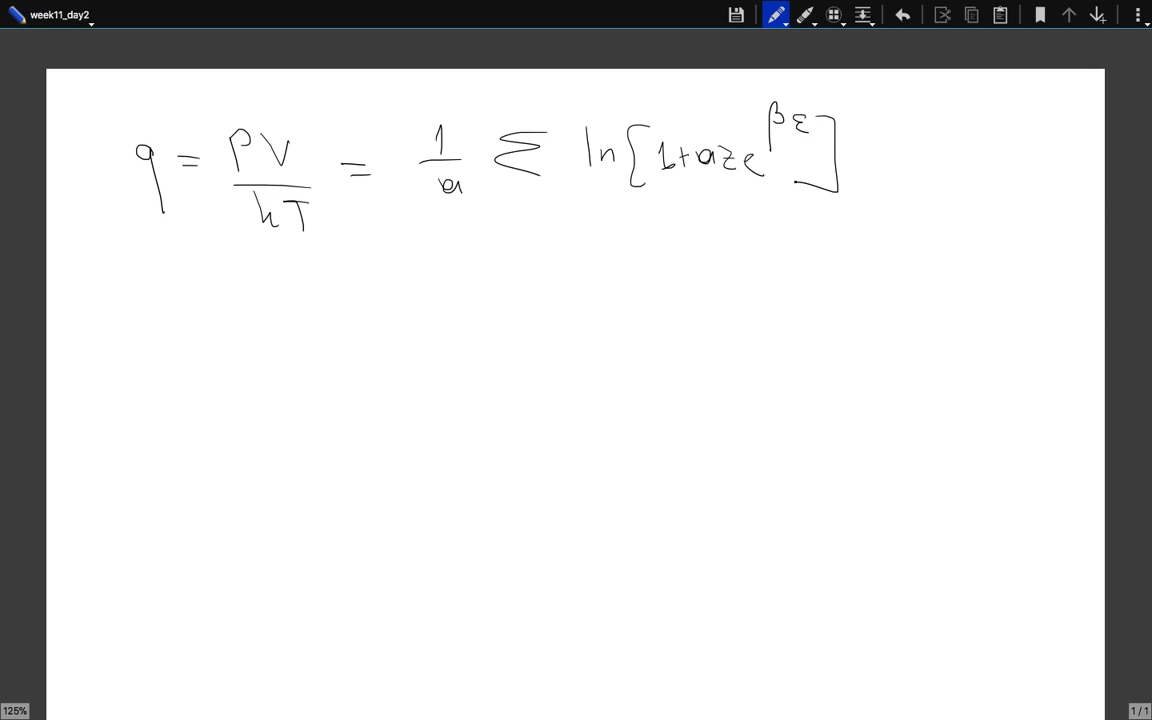 week11_day2
q = PV/kT = 1/a Σ ln[1+aze^βε]
125%
1/1